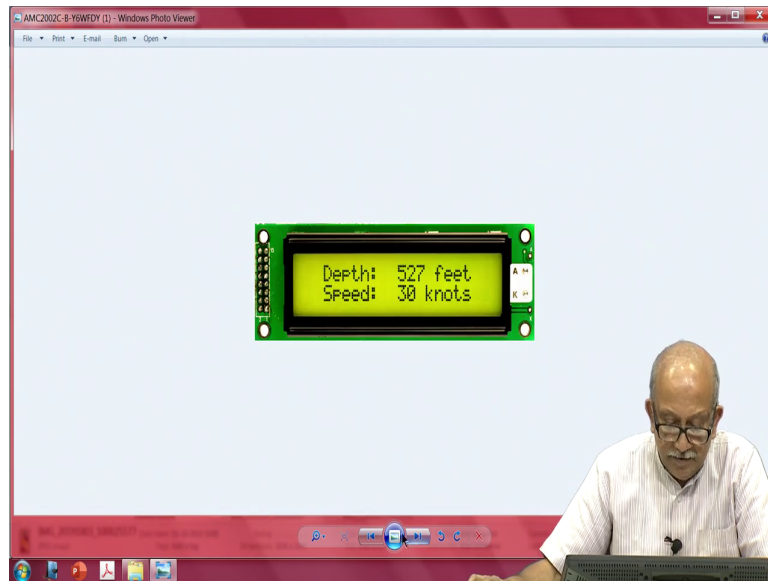 AMC2002C-B-Y6WFDY (1) - Windows Photo Viewer
File Print E-mail Burn Open
Depth: 527 feet
Speed: 30 knots
A
K